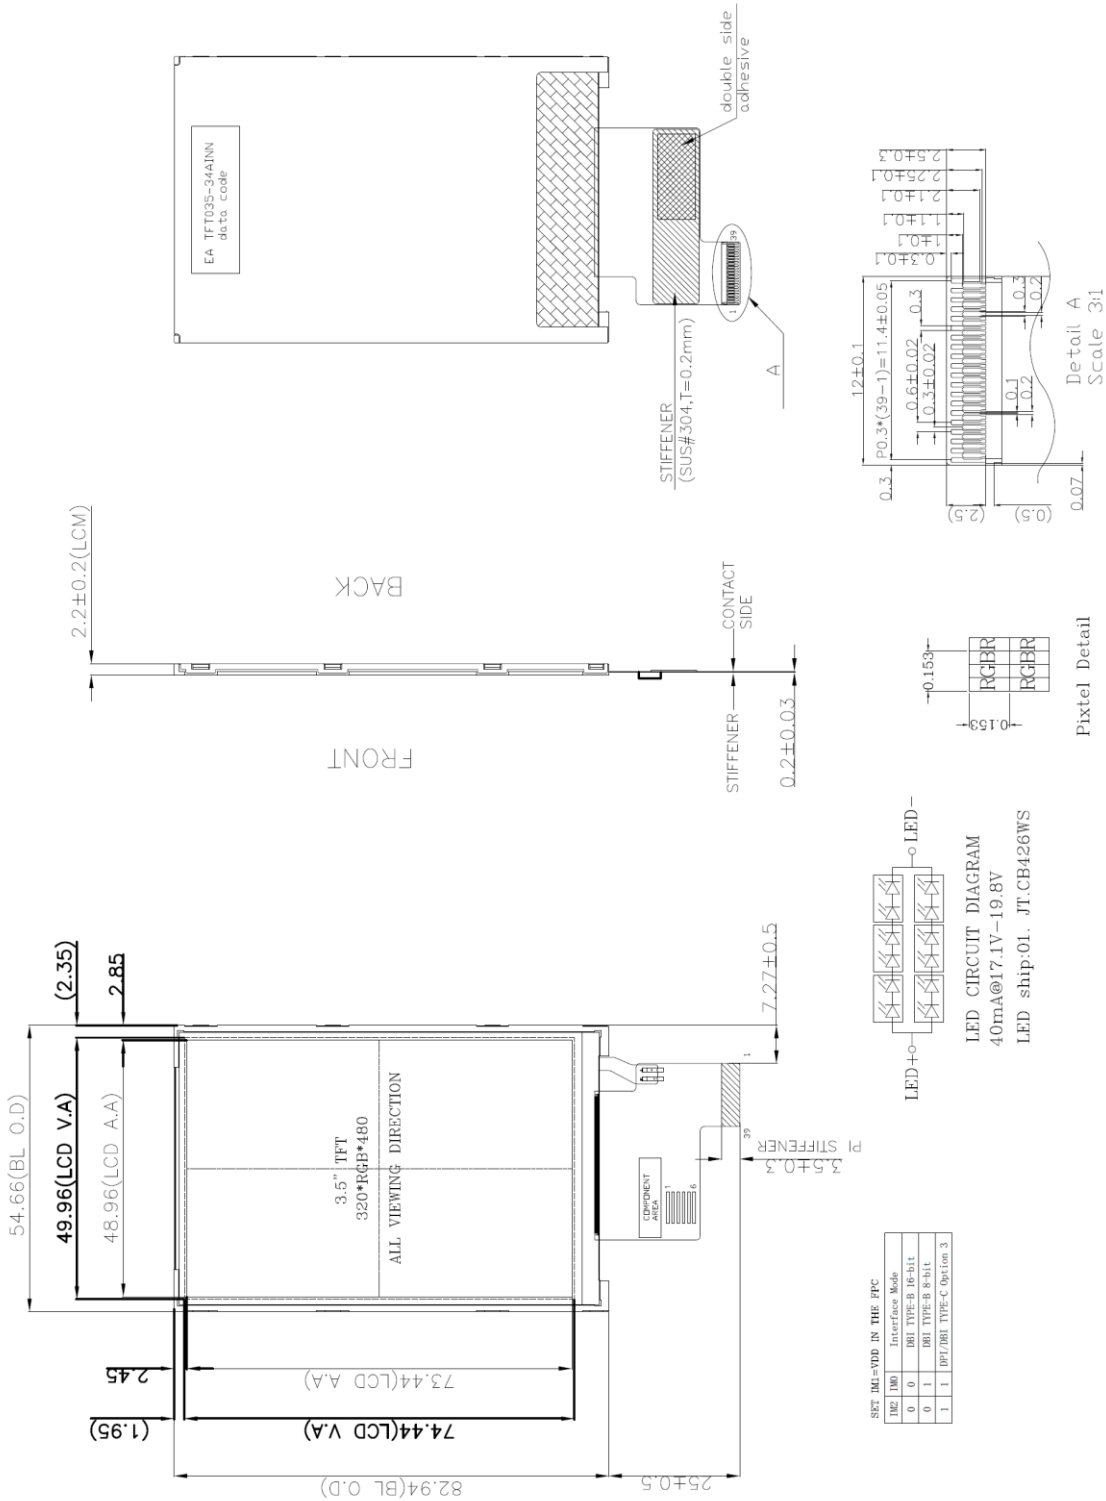 EA TFT035-34AINN
data code
double side
adhesive
STIFFENER
(SUS#304,T=0.2mm)
1
39
A
2.5±0.3
2.25±0.1
2.1±0.1
1.1±0.1
1±0.1
0.3±0.1
12±0.1
P0.3*(39-1)=11.4±0.05
0.3
0.6±0.02
0.3±0.02
0.3
0.3
0.2
0.1
0.2
0.07
(2.5)
(0.5)
Detail A
Scale 3:1
2.2±0.2(LCM)
BACK
FRONT
CONTACT
SIDE
STIFFENER
0.2±0.03
0.153
0.153
RGBR
RGBR
Pixtel Detail
LED+
LED-
LED CIRCUIT DIAGRAM
40mA@17.1V-19.8V
LED ship:01. JT.CB426WS
54.66(BL O.D)
49.96(LCD V.A)
48.96(LCD A.A)
(2.35)
2.85
3.5" TFT
320*RGB*480
ALL VIEWING DIRECTION
7.27±0.5
1
39
PI STIFFENER
3.5±0.3
COMPONENT
AREA
1
6
2.45
(1.95)
73.44(LCD A.A)
74.44(LCD V.A)
82.94(BL O.D)
25±0.5
SET IM1=VDD IN THE FPC
IM2 IM0 Interface Mode
0 0 DBI TYPE-B 16-bit
0 1 DBI TYPE-B 8-bit
1 1 DPI/DBI TYPE-C Option 3